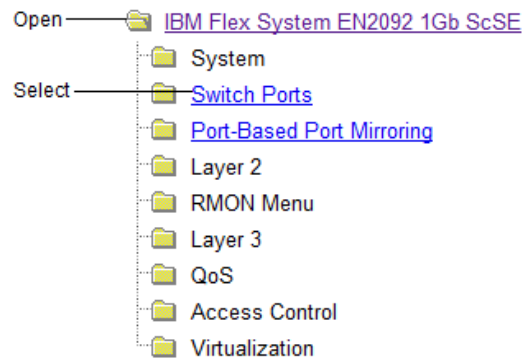 Open IBM Flex System EN2092 1Gb ScSE
System
Select Switch Ports
Port-Based Port Mirroring
Layer 2
RMON Menu
Layer 3
QoS
Access Control
Virtualization